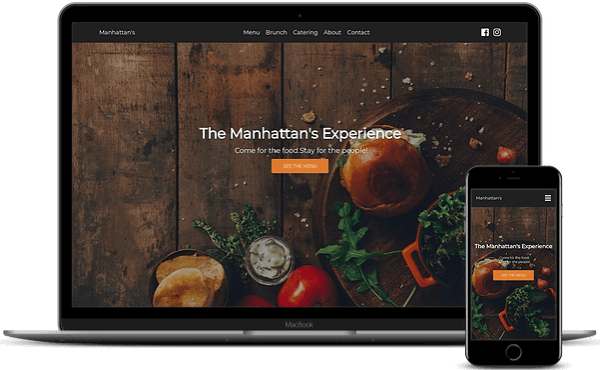 Manhattan's
Menu Brunch Catering About Contact
The Manhattan's Experience
Come for the food.Stay for the people!
SEE THE MENU
MacBook
Manhattan's
The Manhattan's Experience
Come for the food
Stay for the people
SEE THE MENU